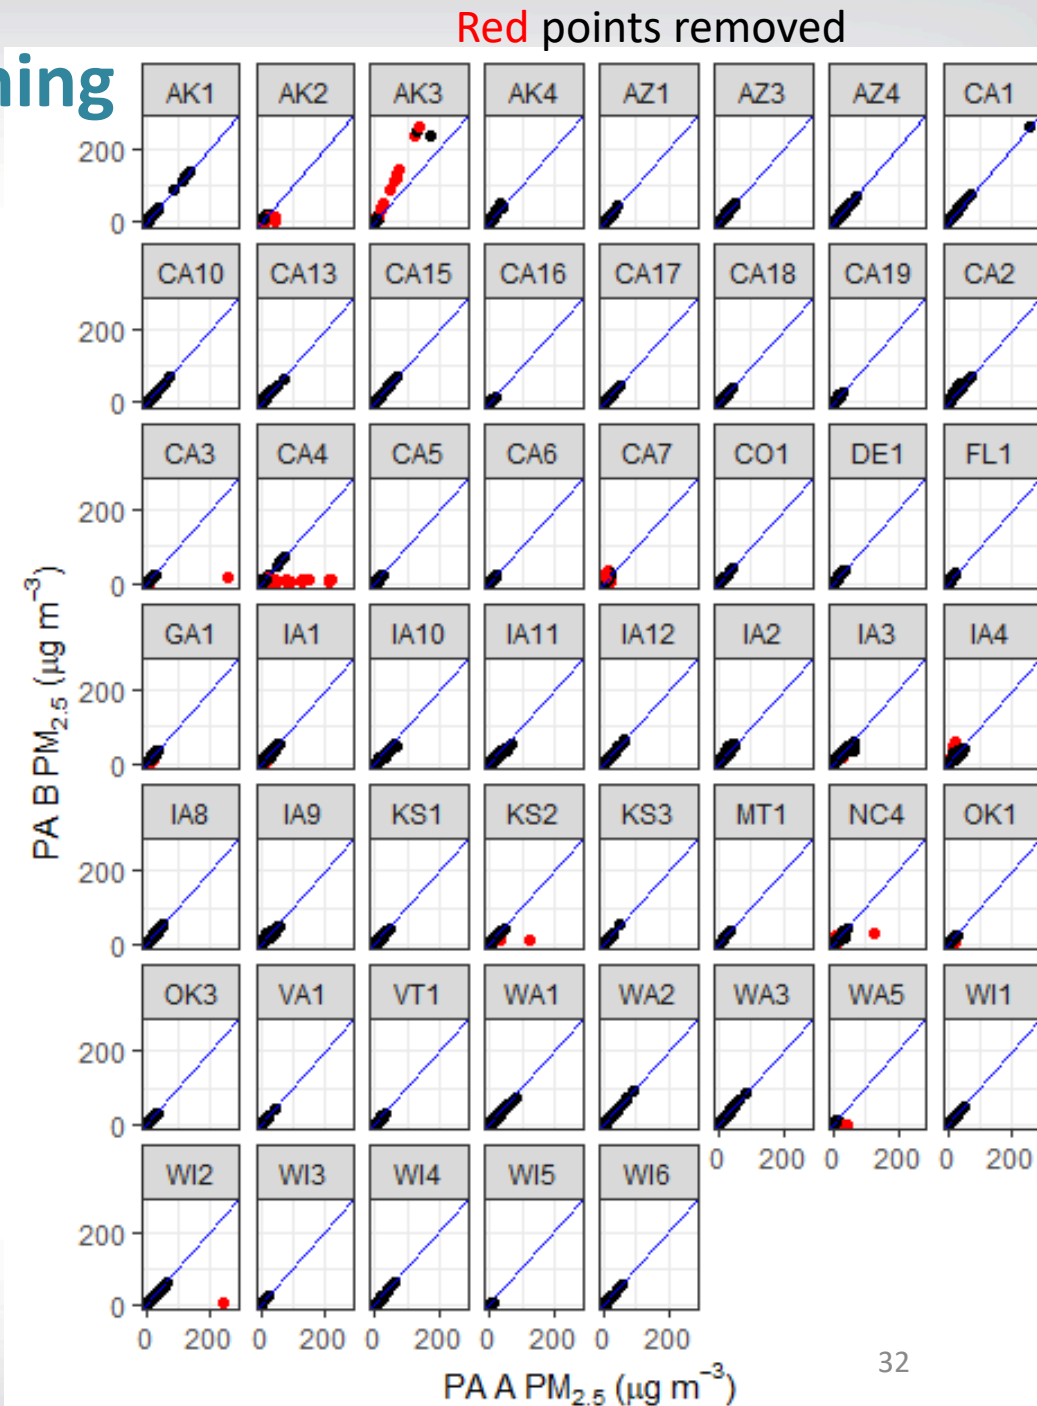 Red points removed
ning
AK1 AK2 AK3 AK4 AZ1 AZ3 AZ4 CA1
200
0
CA10 CA13 CA15 CA16 CA17 CA18 CA19 CA2
200
0
CA3 CA4 CA5 CA6 CA7 CO1 DE1 FL1
200
0
GA1 IA1 IA10 IA11 IA12 IA2 IA3 IA4
200
0
IA8 IA9 KS1 KS2 KS3 MT1 NC4 OK1
200
0
OK3 VA1 VT1 WA1 WA2 WA3 WA5 WI1
200
0
0 200 0 200 0 200
WI2 WI3 WI4 WI5 WI6
200
0
0 200 0 200 0 200 0 200 0 200
PA B PM2.5 (μg m−3)
PA A PM2.5 (μg m−3)
32